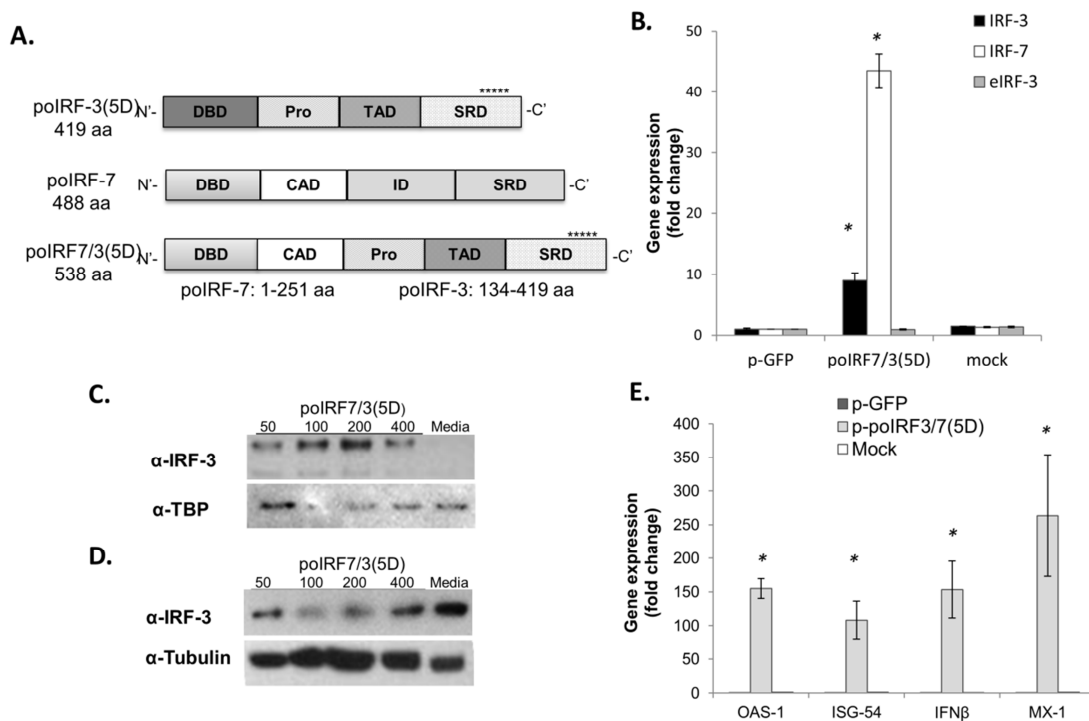 A.
poIRF-3(5D)
419 aa
N'-
DBD
Pro
TAD
SRD
*****
-C'
poIRF-7
488 aa
N'-
DBD
CAD
ID
SRD
-C'
poIRF7/3(5D)
538 aa
N'-
DBD
CAD
Pro
TAD
SRD
*****
-C'
poIRF-7: 1-251 aa
poIRF-3: 134-419 aa
B.
IRF-3
IRF-7
eIRF-3
Gene expression
(fold change)
50
40
30
20
10
0
*
*
p-GFP
poIRF7/3(5D)
mock
C.
poIRF7/3(5D)
50 100 200 400 Media
α-IRF-3
α-TBP
D.
poIRF7/3(5D)
50 100 200 400 Media
α-IRF-3
α-Tubulin
E.
p-GFP
p-poIRF3/7(5D)
Mock
Gene expression
(fold change)
400
350
300
250
200
150
100
50
0
*
*
*
*
OAS-1
ISG-54
IFNβ
MX-1